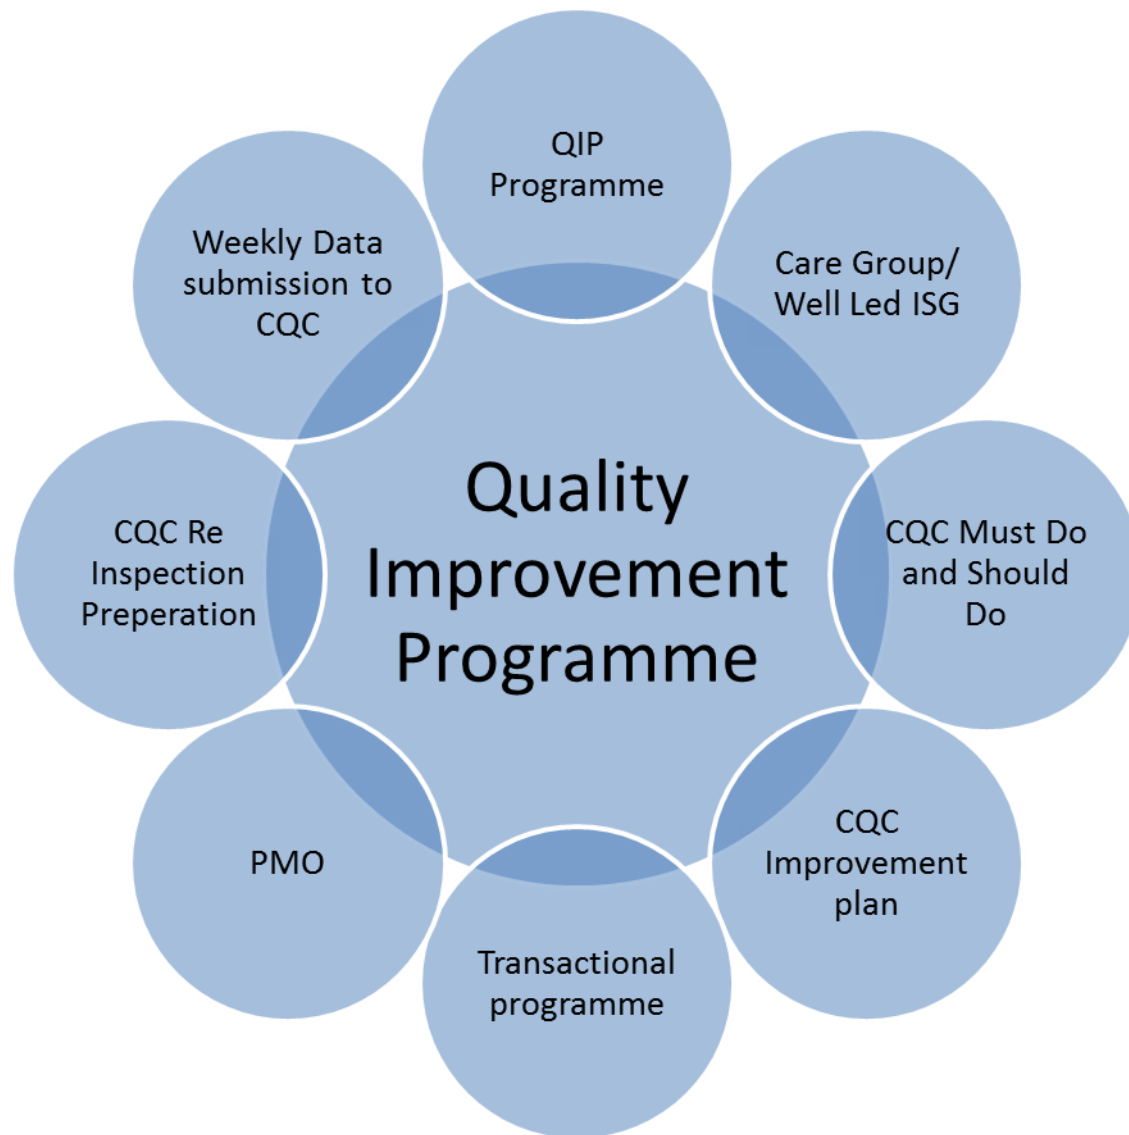 QIP
Programme
Care Group/
Well Led ISG
CQC Must Do
and Should
Do
CQC
Improvement
plan
Transactional
programme
PMO
CQC Re
Inspection
Preperation
Weekly Data
submission to
CQC
Quality
Improvement
Programme